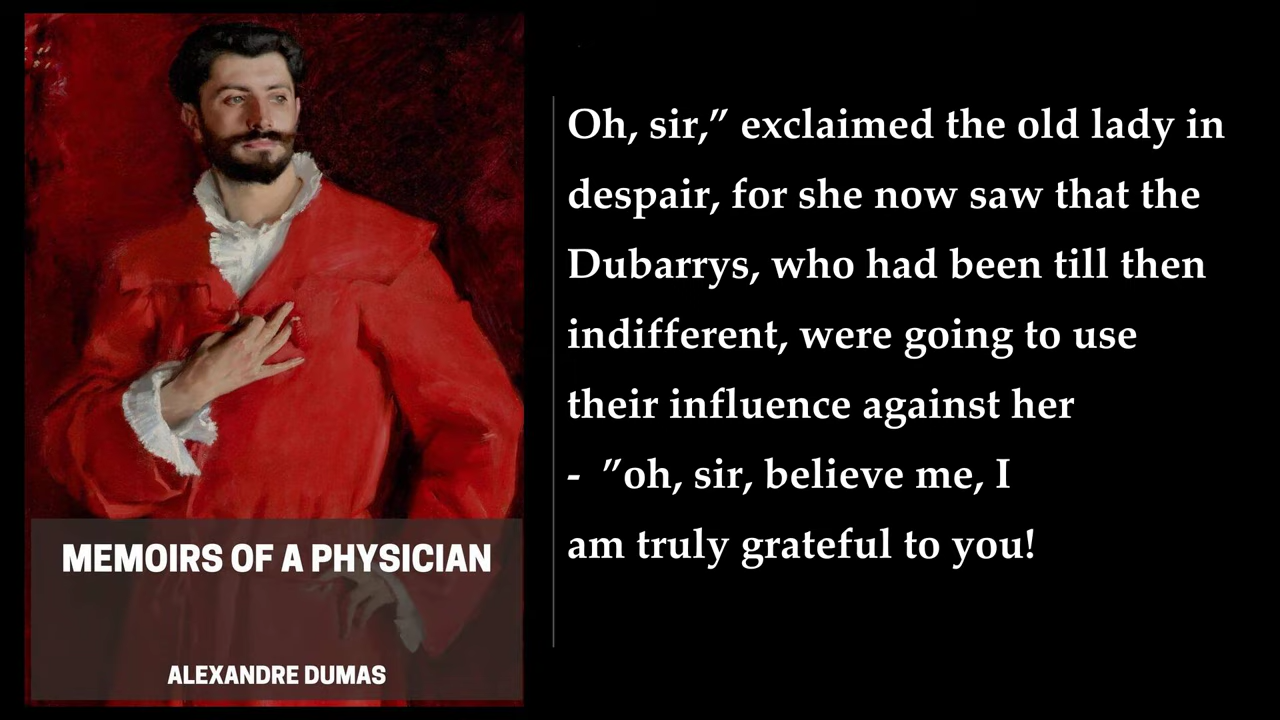 MEMOIRS OF A PHYSICIAN
ALEXANDRE DUMAS
Oh, sir,” exclaimed the old lady in
despair, for she now saw that the
Dubarrys, who had been till then
indifferent, were going to use
their influence against her
- ”oh, sir, believe me, I
am truly grateful to you!